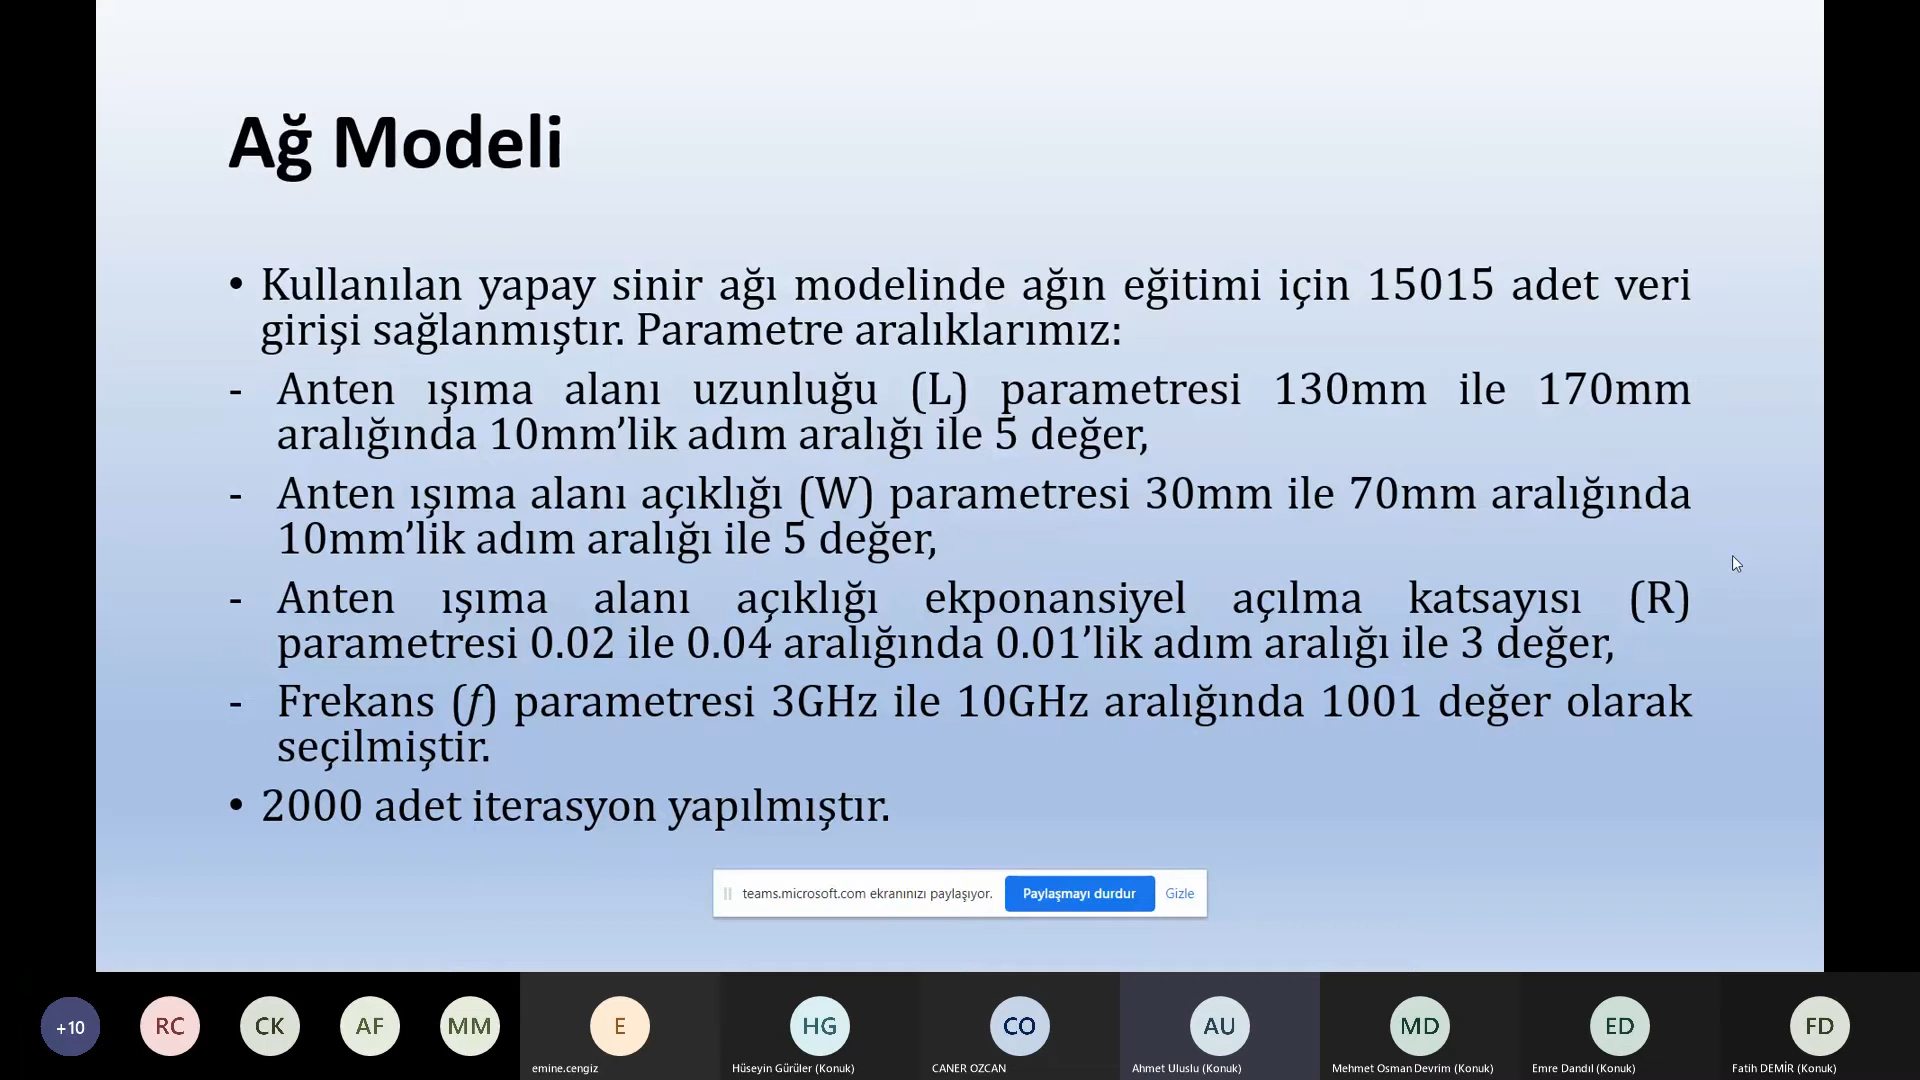 Ağ Modeli
• Kullanılan yapay sinir ağı modelinde ağın eğitimi için 15015 adet veri
girişi sağlanmıştır. Parametre aralıklarımız:
- Anten ışıma alanı uzunluğu (L) parametresi 130mm ile 170mm
aralığında 10mm’lik adım aralığı ile 5 değer,
- Anten ışıma alanı açıklığı (W) parametresi 30mm ile 70mm aralığında
10mm’lik adım aralığı ile 5 değer,
- Anten ışıma alanı açıklığı ekponansiyel açılma katsayısı (R)
parametresi 0.02 ile 0.04 aralığında 0.01’lik adım aralığı ile 3 değer,
- Frekans (f) parametresi 3GHz ile 10GHz aralığında 1001 değer olarak
seçilmiştir.
• 2000 adet iterasyon yapılmıştır.
teams.microsoft.com ekranınızı paylaşıyor. Paylaşmayı durdur Gizle
+10 RC CK AF MM E HG CO AU MD ED FD
emine.cengiz Hüseyin Gürüler (Konuk) CANER OZCAN Ahmet Uluslu (Konuk) Mehmet Osman Devrim (Konuk) Emre Dandıl (Konuk) Fatih DEMİR (Konuk)